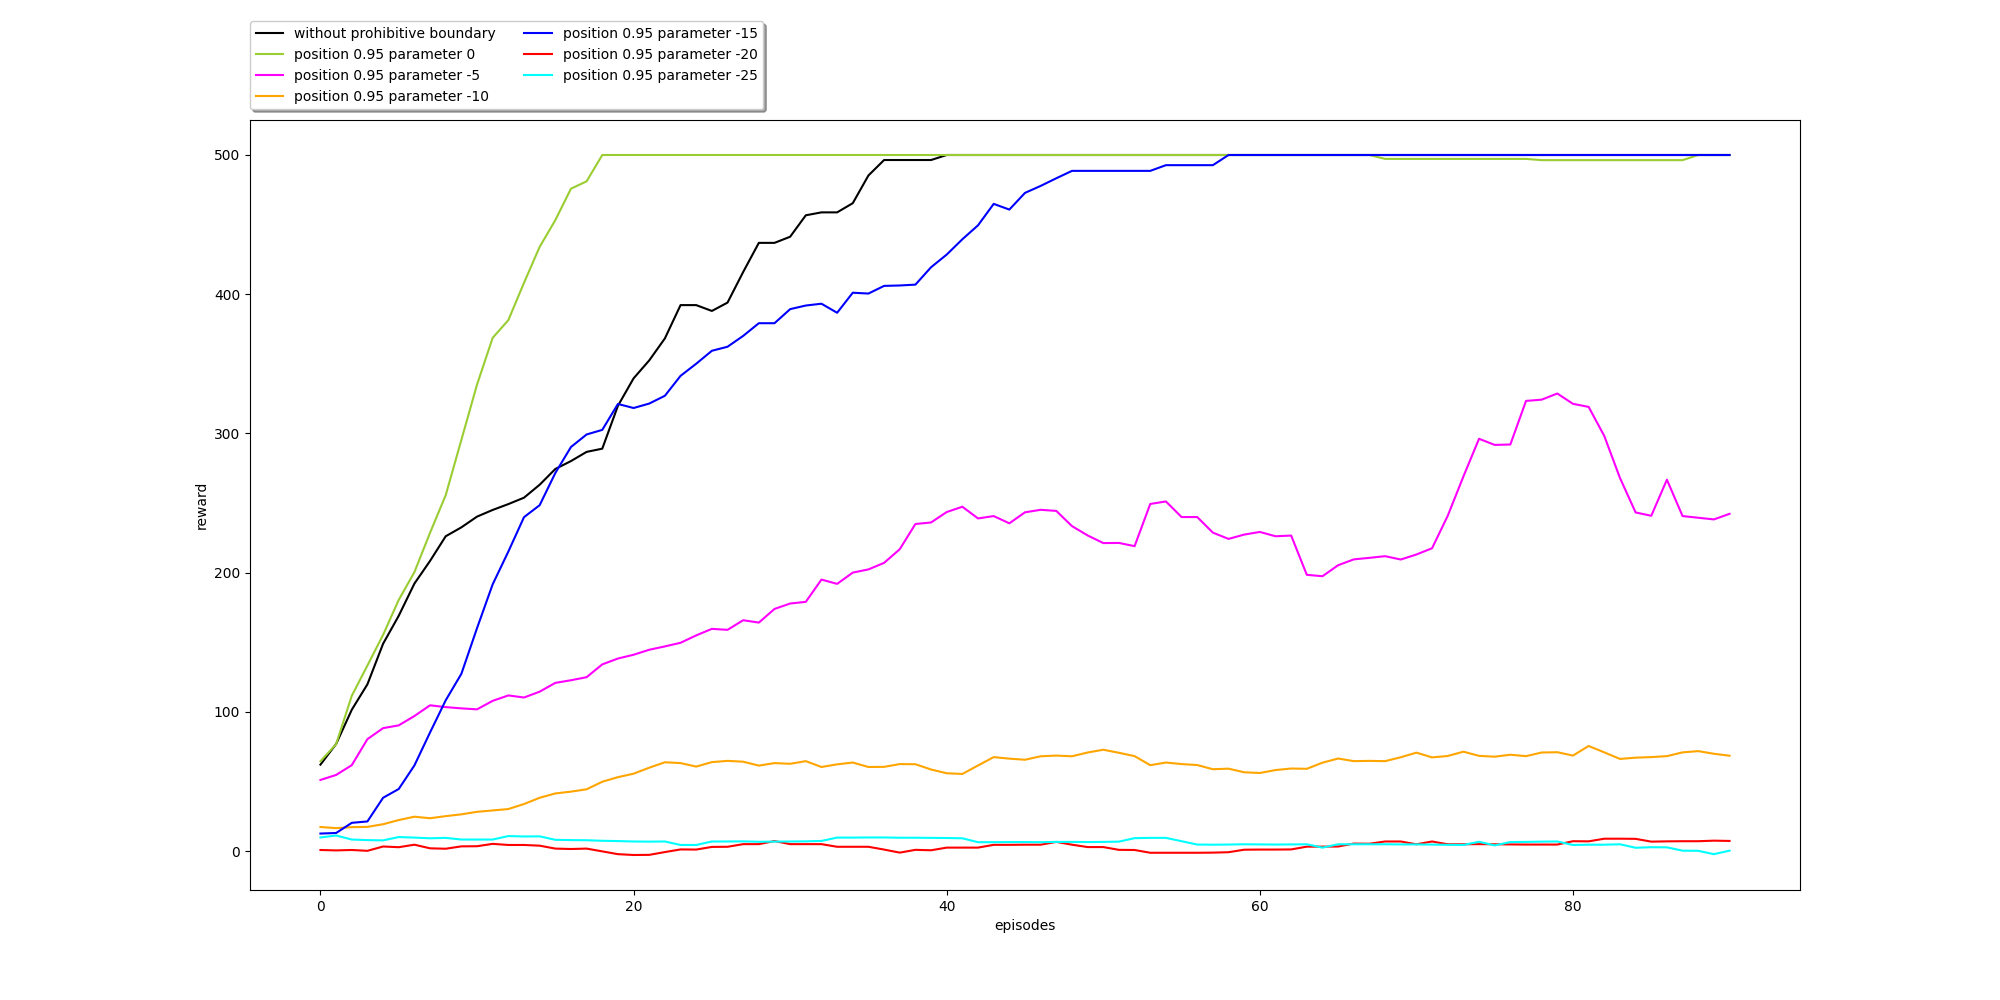 without prohibitive boundary
position 0.95 parameter 0
position 0.95 parameter -5
position 0.95 parameter -10
position 0.95 parameter -15
position 0.95 parameter -20
position 0.95 parameter -25
500
400
300
200
100
0
reward
0 20 40 60 80
episodes